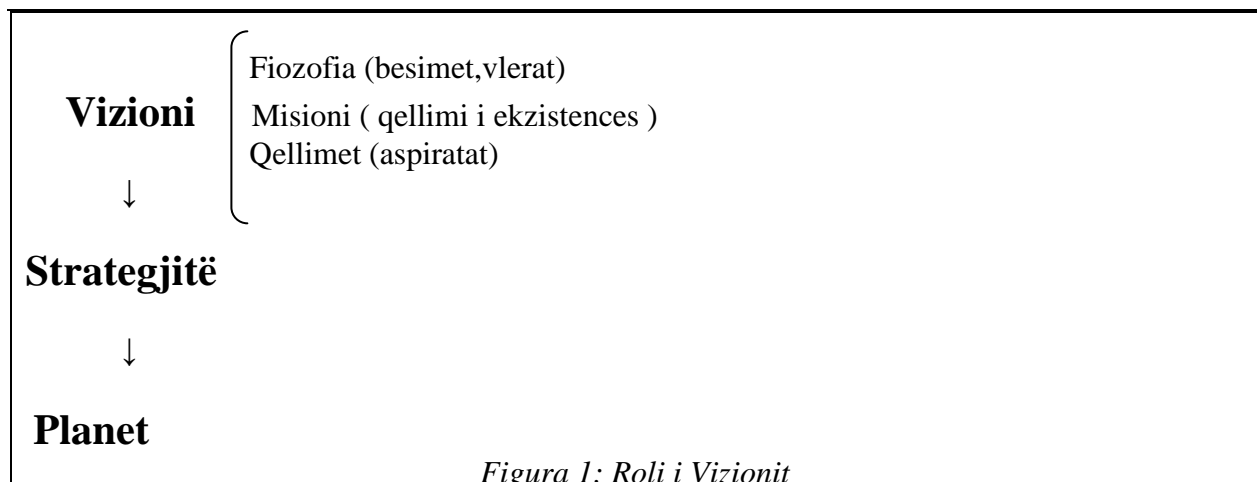 Fiozofia (besimet,vlerat)
Vizioni
Misioni ( qellimi i ekzistences )
Qellimet (aspiratat)
↓
Strategjitë
↓
Planet
Figura 1: Roli i Vizionit